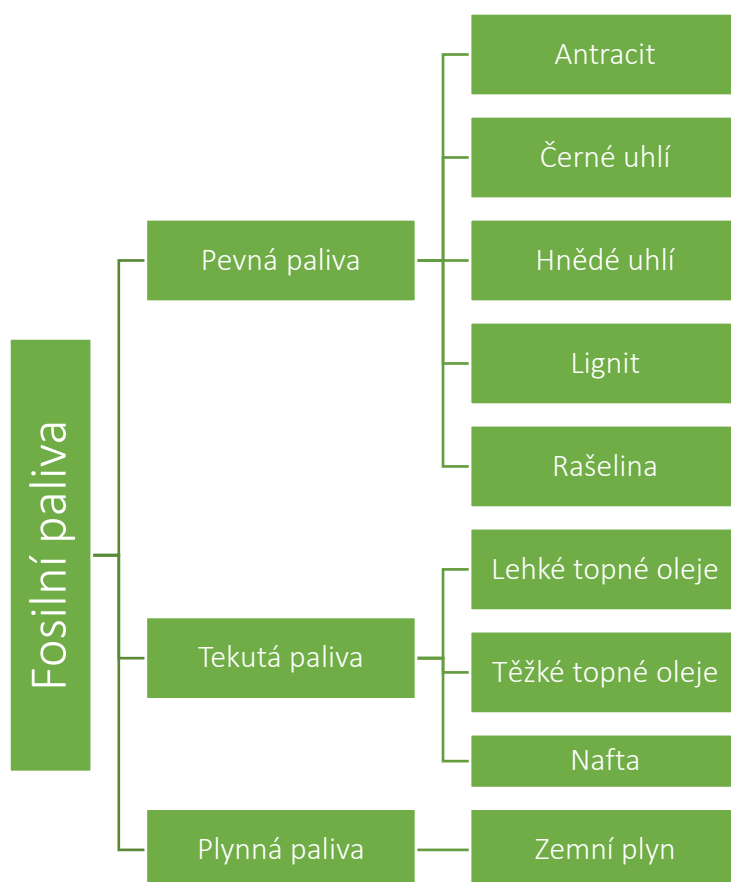 Fosilní paliva
Pevná paliva
Antracit
Černé uhlí
Hnědé uhlí
Lignit
Rašelina
Tekutá paliva
Lehké topné oleje
Těžké topné oleje
Nafta
Plynná paliva
Zemní plyn